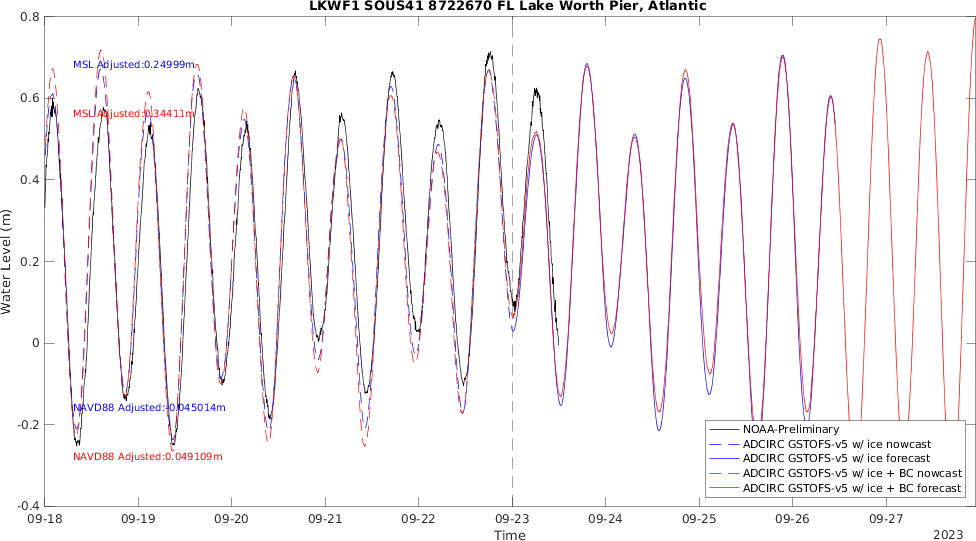 LKWF1 SOUS41 8722670 FL Lake Worth Pier, Atlantic
0.8
0.6
0.4
0.2
0
-0.2
-0.4
Water Level (m)
MSL Adjusted:0.24999m
MSL Adjusted:0.34411m
NAVD88 Adjusted:-0.045014m
NAVD88 Adjusted:0.049109m
NOAA-Preliminary
ADCIRC GSTOFS-v5 w/ ice nowcast
ADCIRC GSTOFS-v5 w/ ice forecast
ADCIRC GSTOFS-v5 w/ ice + BC nowcast
ADCIRC GSTOFS-v5 w/ ice + BC forecast
09-18 09-19 09-20 09-21 09-22 09-23 09-24 09-25 09-26 09-27
Time
2023